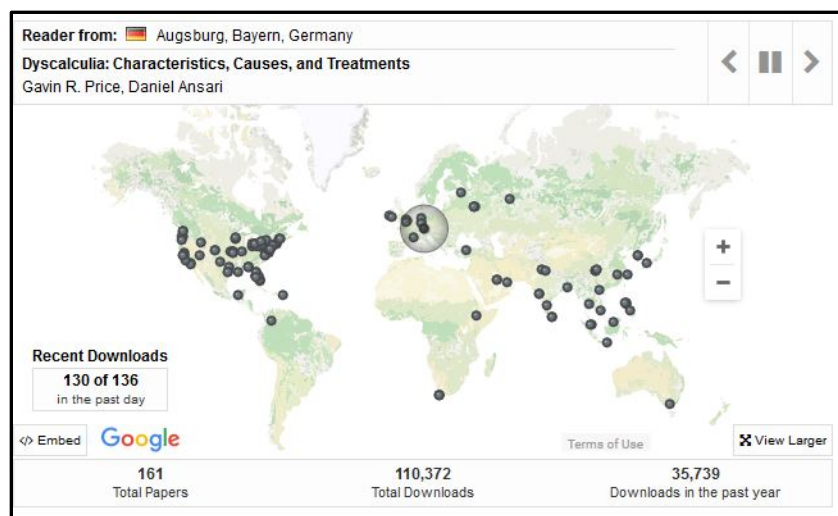 Reader from: Augsburg, Bayern, Germany
Dyscalculia: Characteristics, Causes, and Treatments
Gavin R. Price, Daniel Ansari
Recent Downloads
130 of 136
in the past day
+
−
</> Embed
Google
Terms of Use
View Larger
161
Total Papers
110,372
Total Downloads
35,739
Downloads in the past year